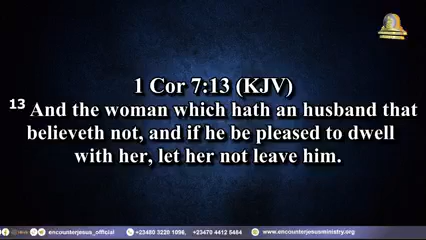 1 Cor 7:13 (KJV)
13 And the woman which hath an husband that
believeth not, and if he be pleased to dwell
with her, let her not leave him.
encounterjesus_official +23480 3228 1096, +23470 4412 6484 www.encounterjesusministry.org